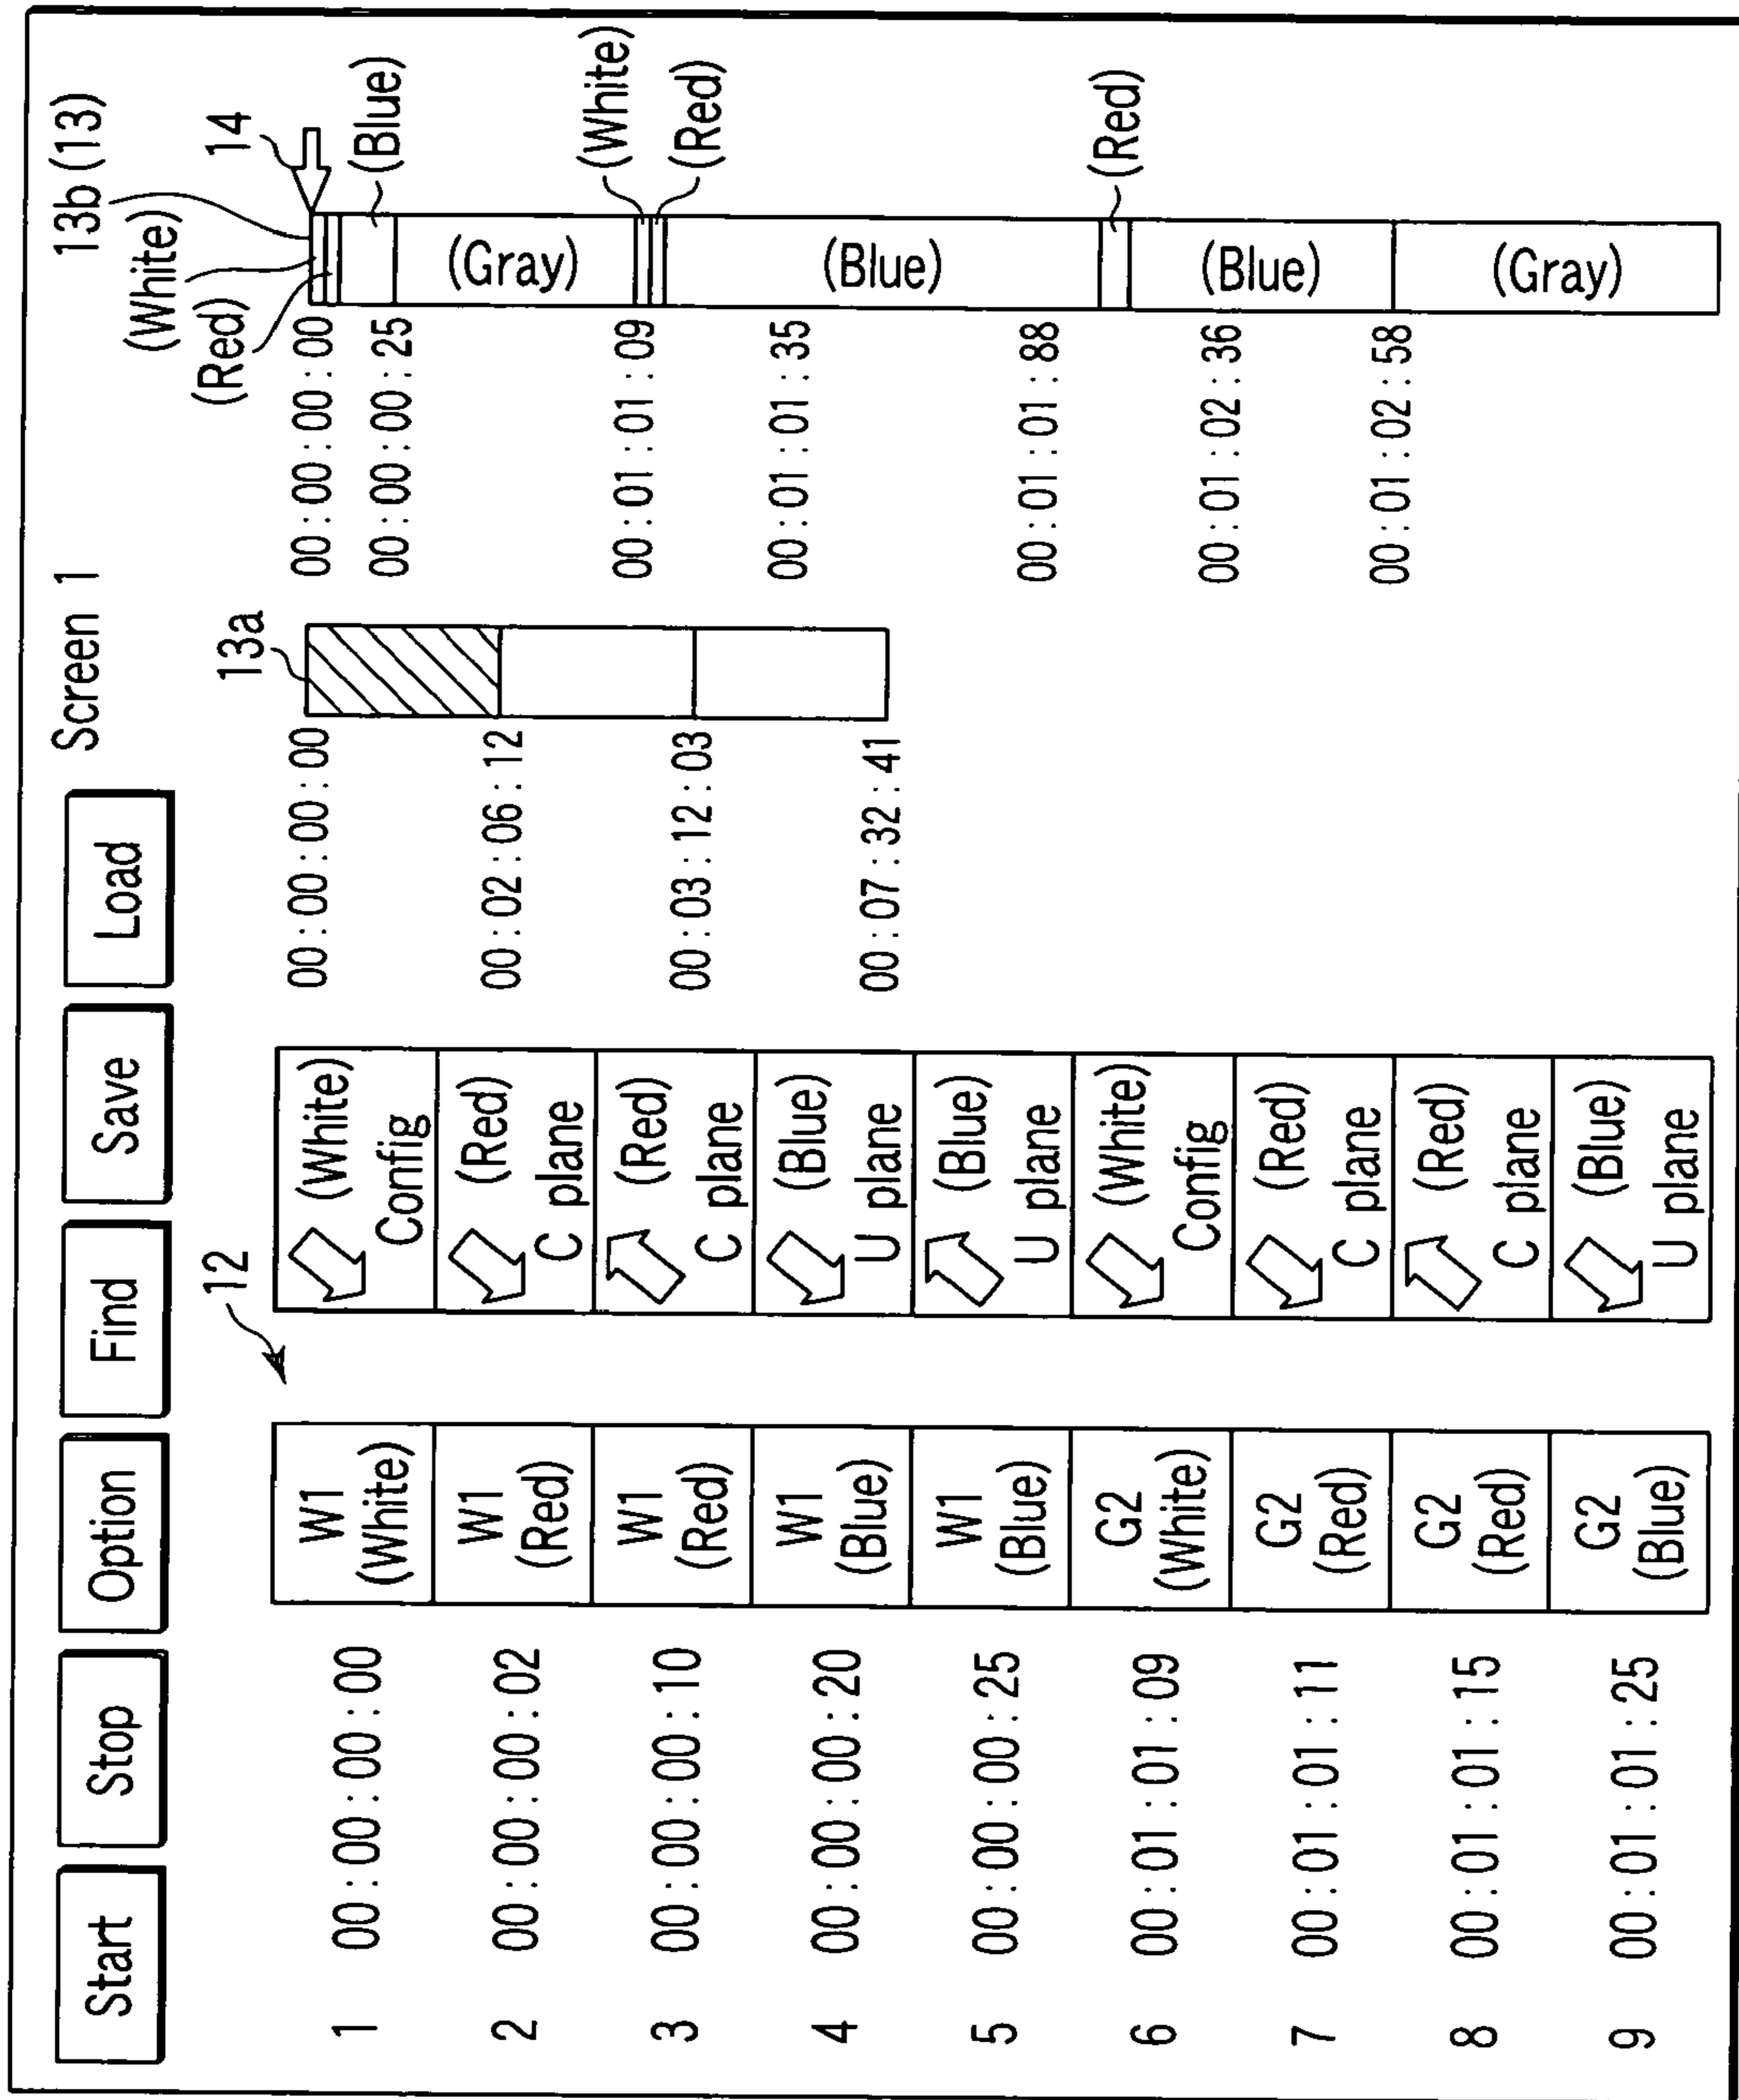 Start Stop Option Find Save Load Screen 1
13b (13)
(White)
(Red)
14
12
13a
1 00:00:00:00 W1 (White) (White) Config
2 00:00:00:02 W1 (Red) (Red) C plane
3 00:00:00:10 W1 (Red) (Red) C plane
4 00:00:00:20 W1 (Blue) (Blue) U plane
5 00:00:00:25 W1 (Blue) (Blue) U plane
6 00:01:01:09 G2 (White) (White) Config
7 00:01:01:11 G2 (Red) (Red) C plane
8 00:01:01:15 G2 (Red) (Red) C plane
9 00:01:01:25 G2 (Blue) (Blue) U plane
00:00:00:00
00:02:06:12
00:03:12:03
00:07:32:41
00:00:00:00
00:00:00:25 (Blue)
(Gray)
00:01:01:09 (White)
(Red)
00:01:01:35 (Blue)
00:01:01:88 (Red)
00:01:02:36 (Blue)
00:01:02:58
(Gray)